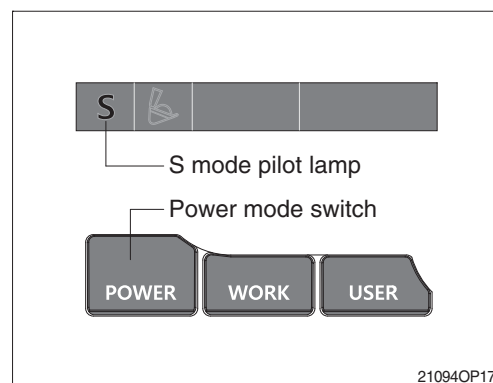 S
S mode pilot lamp
Power mode switch
POWER WORK USER
21094OP17